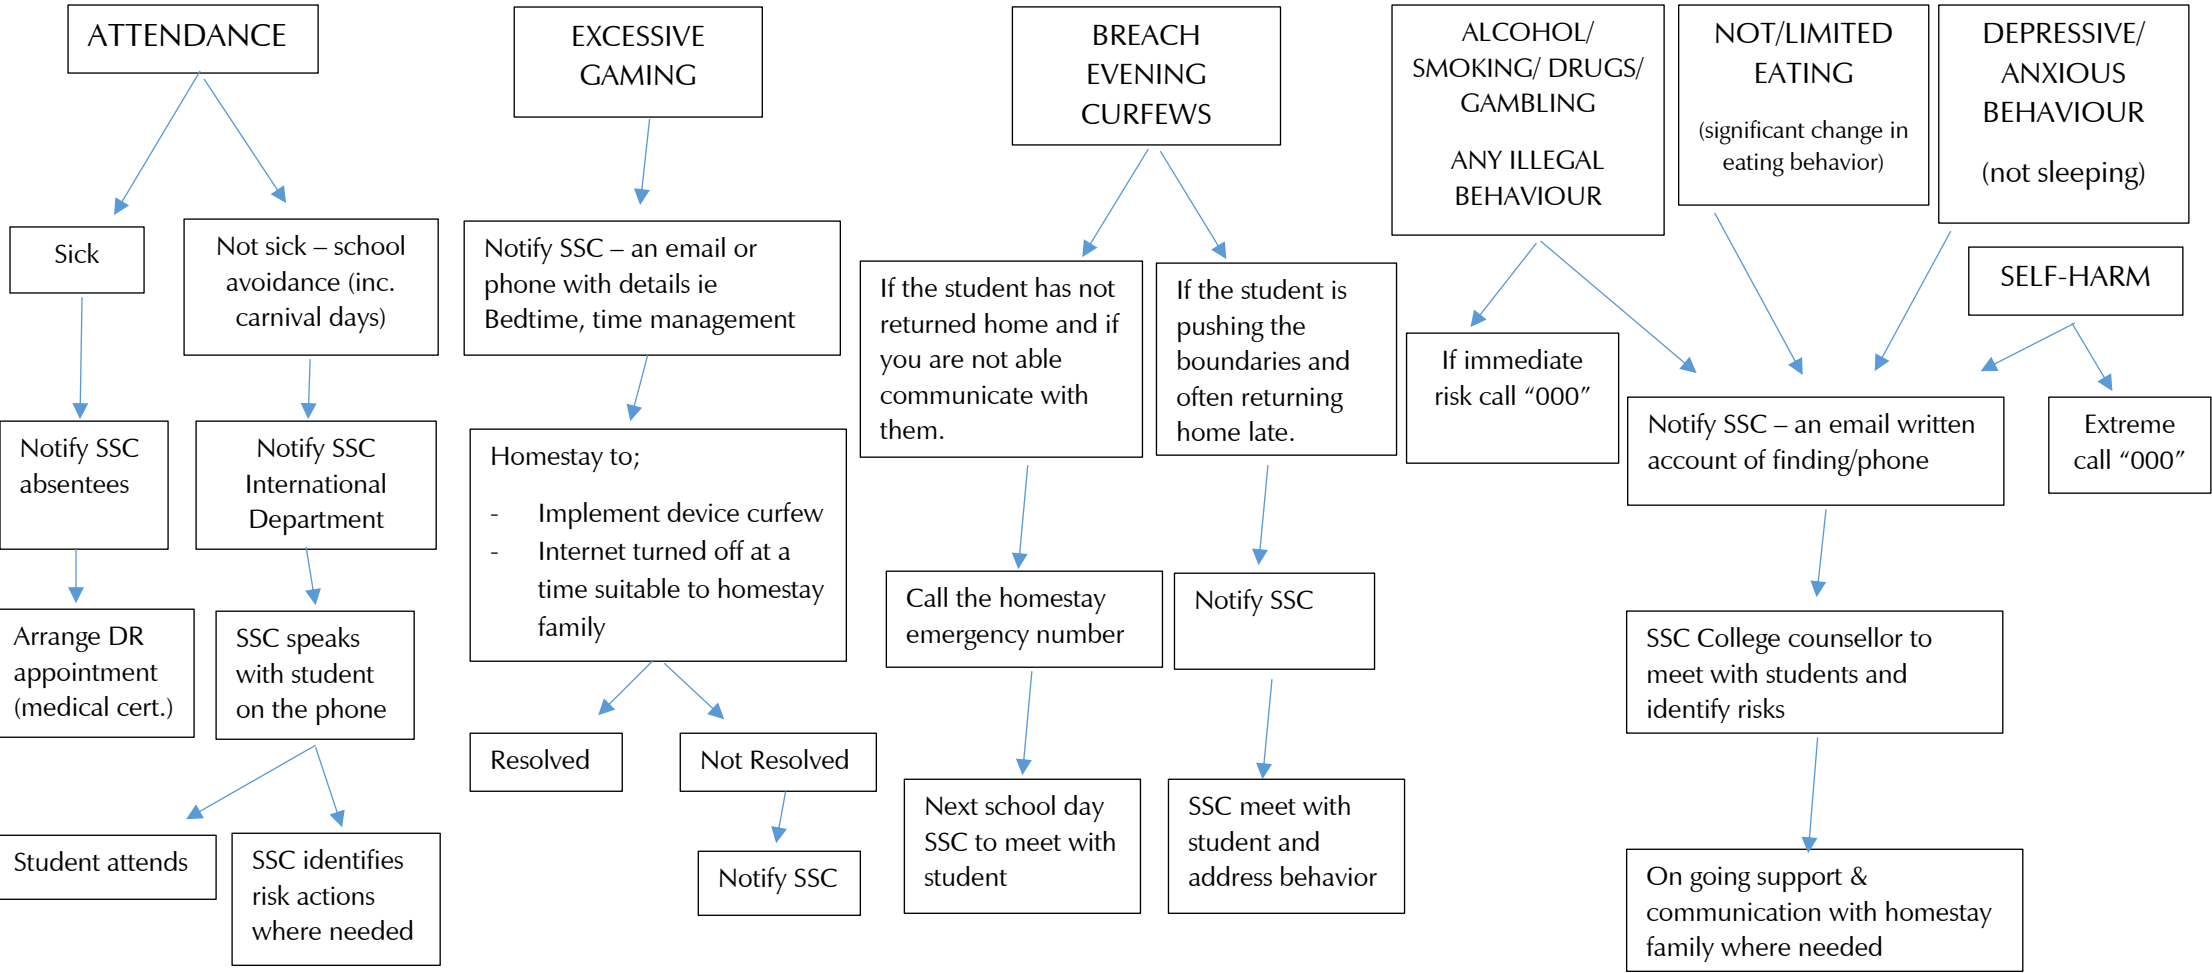 ATTENDANCE
Sick
Not sick – school
avoidance (inc.
carnival days)
Notify SSC
absentees
Notify SSC
International
Department
Arrange DR
appointment
(medical cert.)
SSC speaks
with student
on the phone
Student attends
SSC identifies
risk actions
where needed
EXCESSIVE
GAMING
Notify SSC – an email or
phone with details ie
Bedtime, time management
Homestay to;
- Implement device curfew
- Internet turned off at a
time suitable to homestay
family
Resolved
Not Resolved
Notify SSC
BREACH
EVENING
CURFEWS
If the student has not
returned home and if
you are not able
communicate with
them.
If the student is
pushing the
boundaries and
often returning
home late.
Call the homestay
emergency number
Notify SSC
Next school day
SSC to meet with
student
SSC meet with
student and
address behavior
ALCOHOL/
SMOKING/ DRUGS/
GAMBLING
ANY ILLEGAL
BEHAVIOUR
NOT/LIMITED
EATING
(significant change in
eating behavior)
DEPRESSIVE/
ANXIOUS
BEHAVIOUR
(not sleeping)
SELF-HARM
If immediate
risk call “000”
Notify SSC – an email written
account of finding/phone
Extreme
call “000”
SSC College counsellor to
meet with students and
identify risks
On going support &
communication with homestay
family where needed